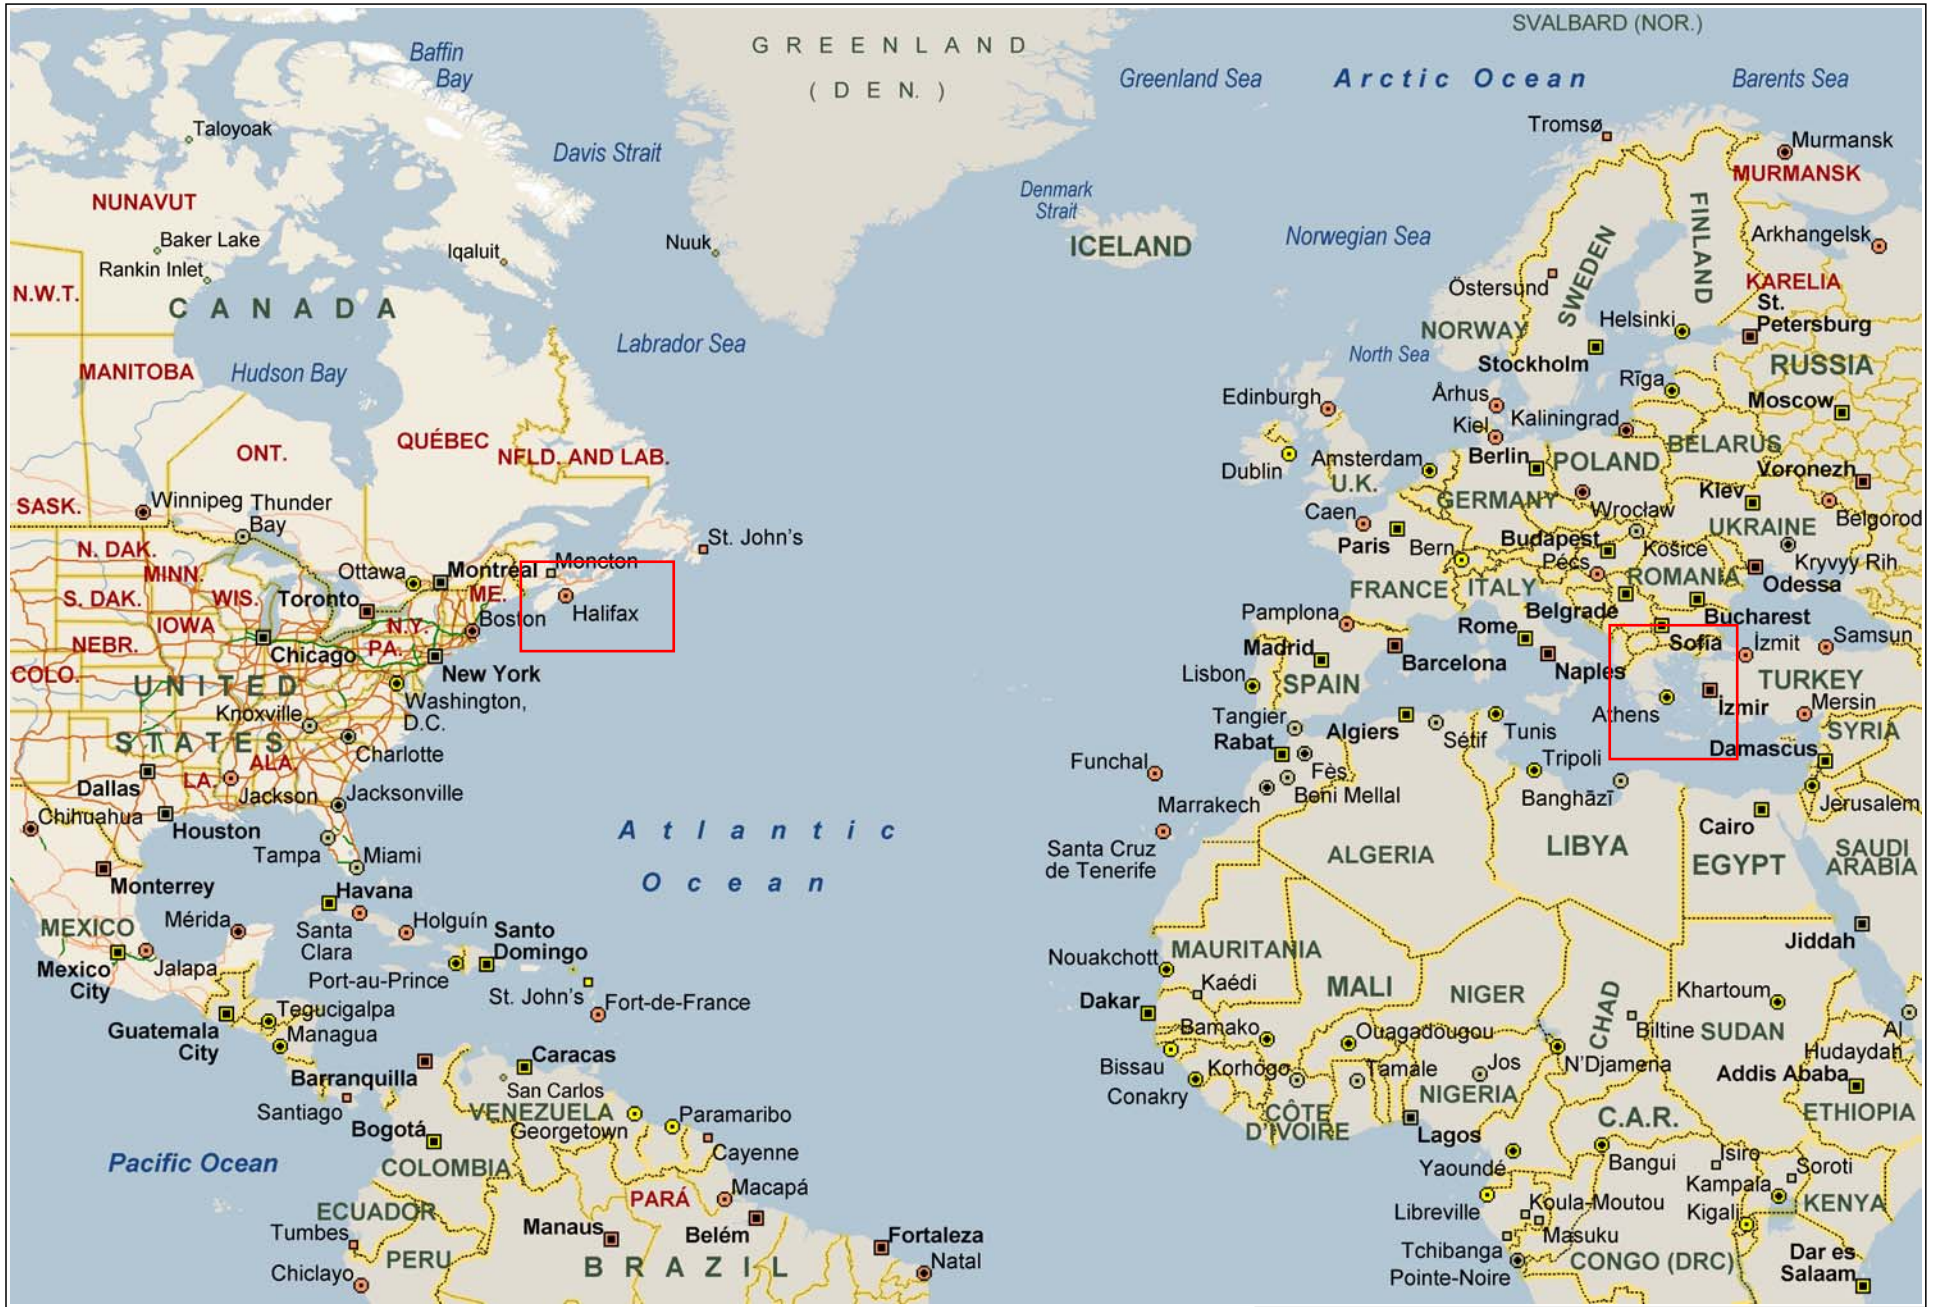 SVALBARD (NOR.)
GREENLAND
(DEN.)
Baffin
Bay
Greenland Sea
Arctic Ocean
Barents Sea
Taloyoak
Davis Strait
Tromsø
Murmansk
MURMANSK
NUNAVUT
Denmark
Strait
FINLAND
Baker Lake
Rankin Inlet
Iqaluit
Nuuk
ICELAND
Norwegian Sea
SWEDEN
Arkhangelsk
N.W.T.
CANADA
Östersund
KARELIA
St.
Petersburg
Labrador Sea
NORWAY
Helsinki
North Sea
Stockholm
RUSSIA
MANITOBA
Hudson Bay
Rīga
Edinburgh
Århus
Moscow
Kiel
Kaliningrad
QUÉBEC
ONT.
NFLD. AND LAB.
Dublin
Amsterdam
Berlin
POLAND
BELARUS
U.K.
GERMANY
Voronezh
Kiev
SASK.
Winnipeg
Thunder
Bay
Caen
Wrocław
UKRAINE
Belgorod
St. John's
Paris
Bern
Budapest
Košice
Kryvyy Rih
N. DAK.
MINN.
Ottawa
Montréal
Moncton
Pécs
ROMANIA
Odessa
S. DAK.
WIS.
Toronto
ME.
Halifax
FRANCE
ITALY
Belgrade
Bucharest
IOWA
N.Y.
Boston
Pamplona
Rome
Sofia
İzmit
Samsun
NEBR.
Chicago
PA.
New York
Madrid
Barcelona
Naples
COLO.
UNITED
Lisbon
SPAIN
TURKEY
Knoxville
Washington,
D.C.
Tangier
Rabat
Algiers
Sétif
Tunis
Athens
İzmir
Mersin
STATES
Charlotte
ALA.
Damascus
SYRIA
Funchal
Fès
Tripoli
Dallas
LA.
Jackson
Jacksonville
Marrakech
Beni Mellal
Banghāzī
Jerusalem
Chihuahua
Houston
Atlantic
Ocean
Cairo
Tampa
Miami
Santa Cruz
de Tenerife
ALGERIA
LIBYA
EGYPT
SAUDI
ARABIA
Monterrey
Havana
MEXICO
Mérida
Santa
Clara
Holguín
Santo
Domingo
Jiddah
Mexico
City
Jalapa
Port-au-Prince
Nouakchott
MAURITANIA
St. John's
Fort-de-France
Kaédi
MALI
NIGER
CHAD
Khartoum
Guatemala
City
Tegucigalpa
Managua
Dakar
Bamako
Ouagadougou
Biltine
SUDAN
Al
Hudaydah
Caracas
Bissau
Korhogo
Tamale
Jos
N'Djamena
Barranquilla
San Carlos
Conakry
NIGERIA
Addis Ababa
Santiago
VENEZUELA
Paramaribo
Georgetown
CÔTE
D'IVOIRE
Lagos
C.A.R.
ETHIOPIA
Bogotá
Cayenne
Pacific Ocean
COLOMBIA
Yaoundé
Bangui
Isiro
Soroti
PARÁ
Macapá
Kampala
ECUADOR
Libreville
Koula-Moutou
Kigali
KENYA
Tumbes
Manaus
Belém
Fortaleza
Masuku
Tchibanga
PERU
BRAZIL
Natal
Chiclayo
Pointe-Noire
CONGO (DRC)
Dar es
Salaam